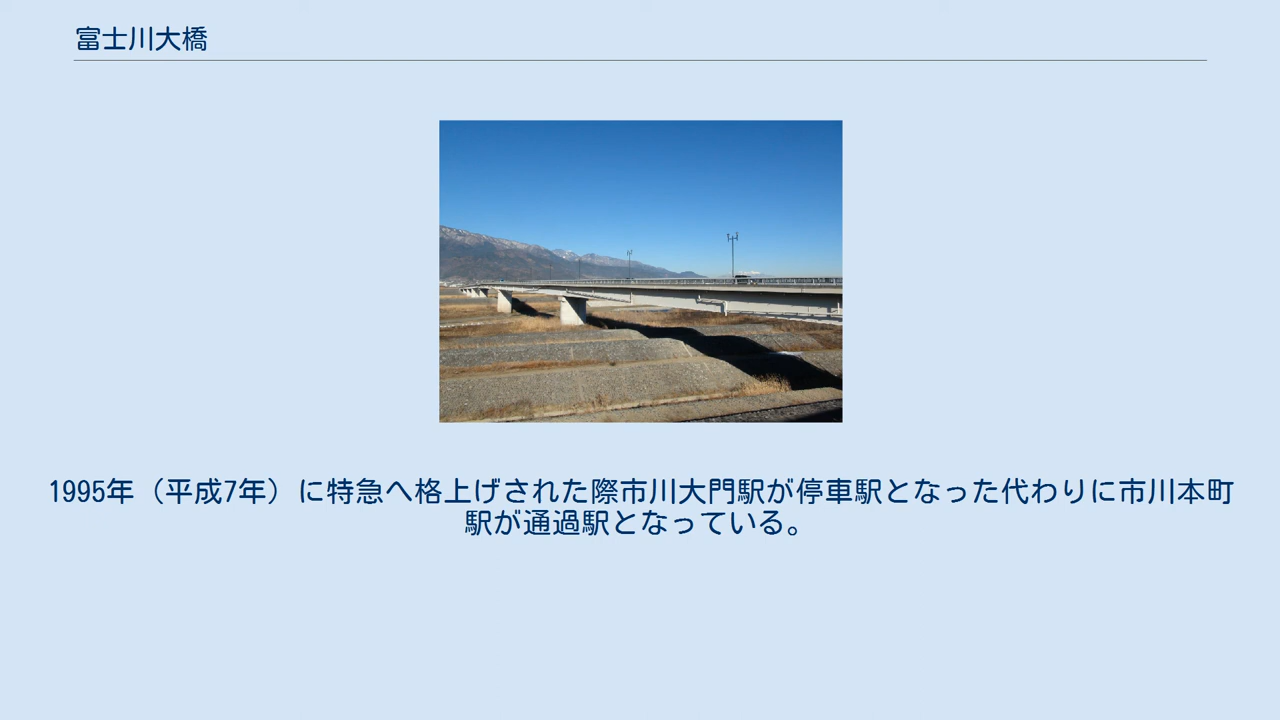 富士川大橋
1995年（平成7年）に特急へ格上げされた際市川大門駅が停車駅となった代わりに市川本町
駅が通過駅となっている。